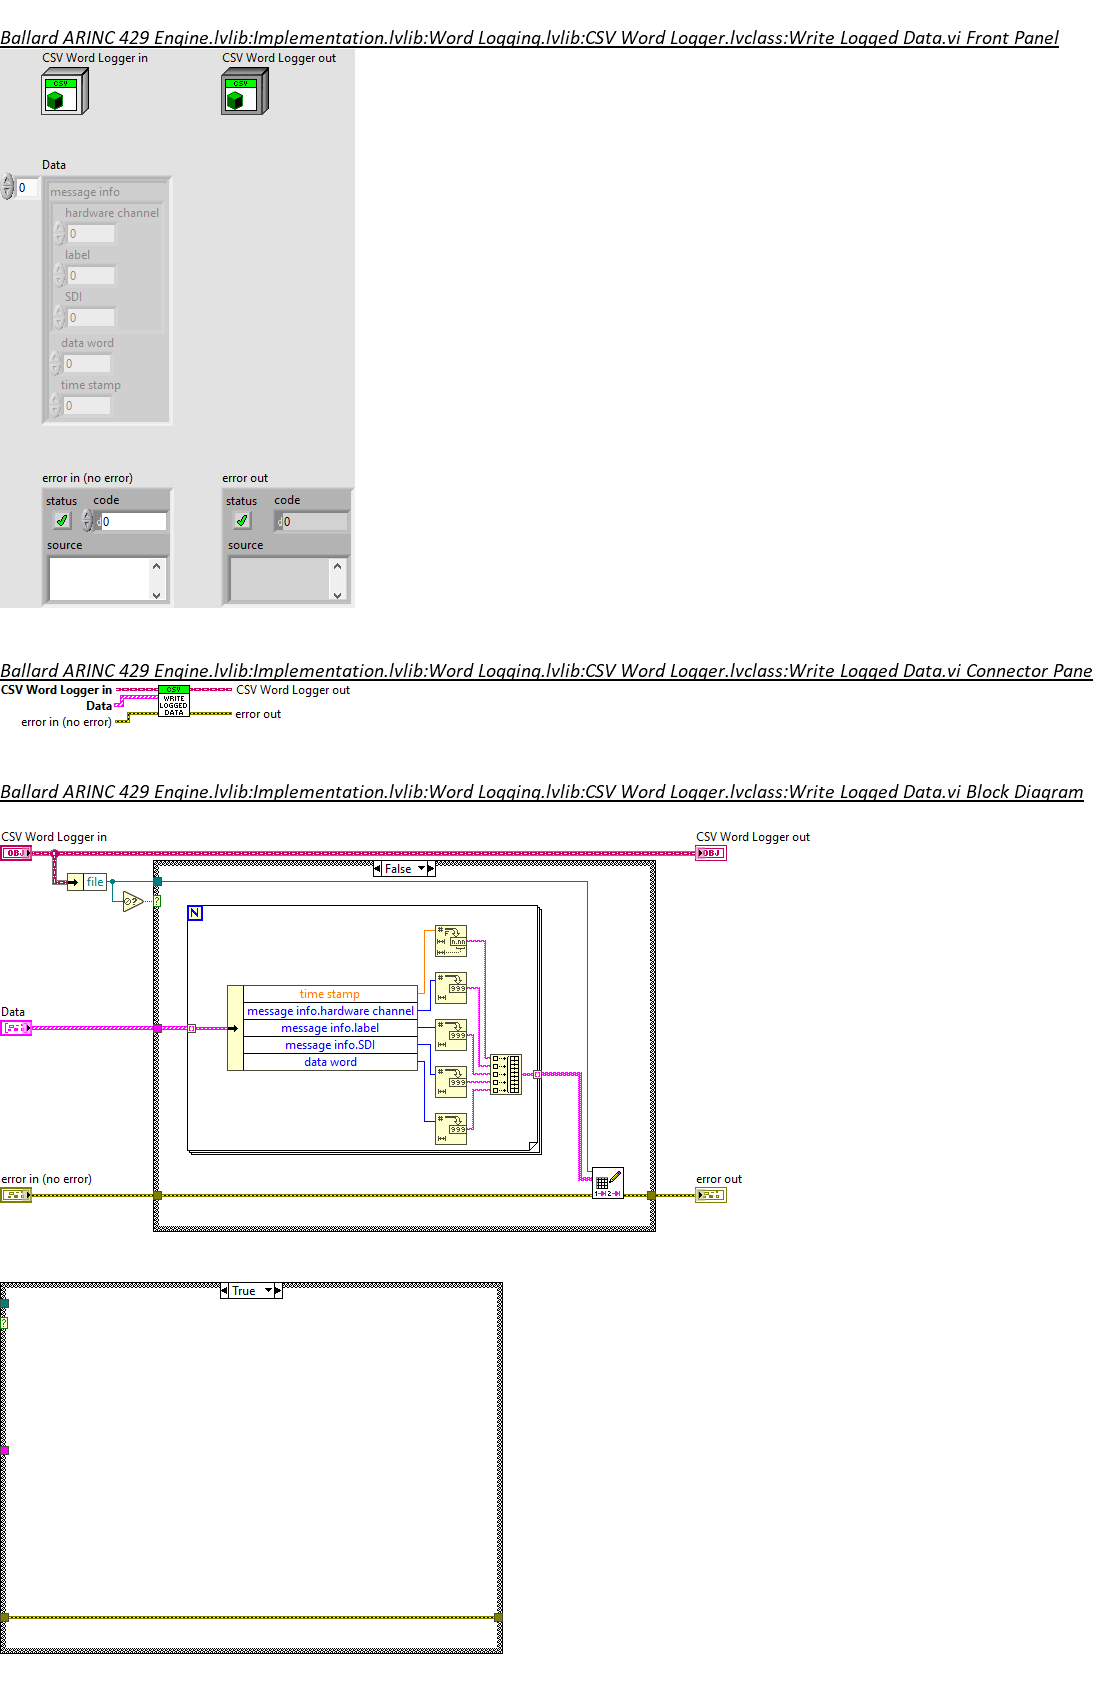 Ballard ARINC 429 Engine.lvlib:Implementation.lvlib:Word Logging.lvlib:CSV Word Logger.lvclass:Write Logged Data.vi Front Panel
CSV Word Logger in
CSV Word Logger out
CSV
CSV
Data
0
message info
hardware channel
0
label
0
SDI
0
data word
0
time stamp
0
error in (no error)
error out
status code
status code
d0
d0
source
source
Ballard ARINC 429 Engine.lvlib:Implementation.lvlib:Word Logging.lvlib:CSV Word Logger.lvclass:Write Logged Data.vi Connector Pane
CSV Word Logger in
CSV
CSV Word Logger out
Data
WRITE
LOGGED
DATA
error in (no error)
error out
Ballard ARINC 429 Engine.lvlib:Implementation.lvlib:Word Logging.lvlib:CSV Word Logger.lvclass:Write Logged Data.vi Block Diagram
CSV Word Logger in
CSV Word Logger out
OBJ
OBJ
False
file
?
?
N
# F
n.nn
time stamp
message info.hardware channel
message info.label
message info.SDI
data word
#
999
#
999
#
999
#
999
Data
error in (no error)
error out
1 2
True
?